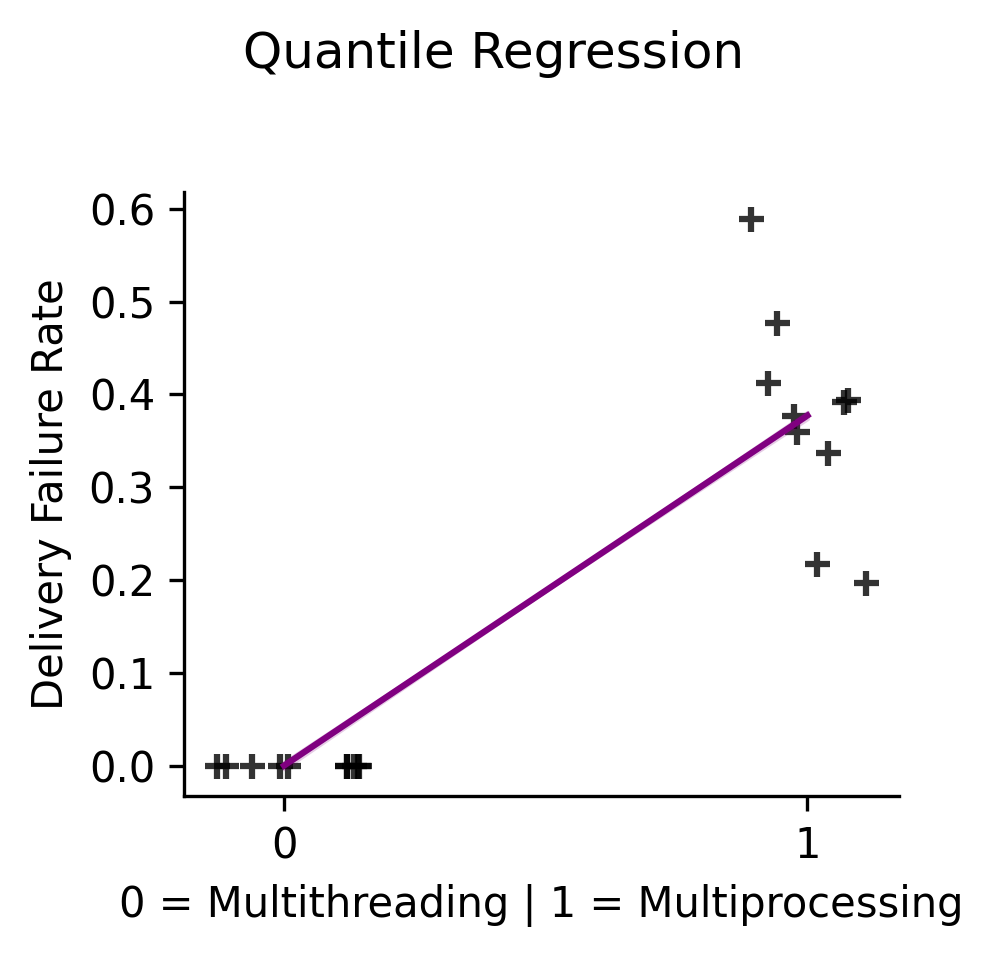 Quantile Regression
0.6
0.5
0.4
0.3
0.2
0.1
0.0
Delivery Failure Rate
0 1
0 = Multithreading | 1 = Multiprocessing